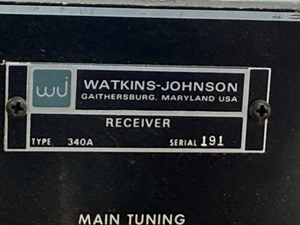 wj WATKINS-JOHNSON
GAITHERSBURG, MARYLAND USA
RECEIVER
TYPE 340A SERIAL 191
MAIN TUNING